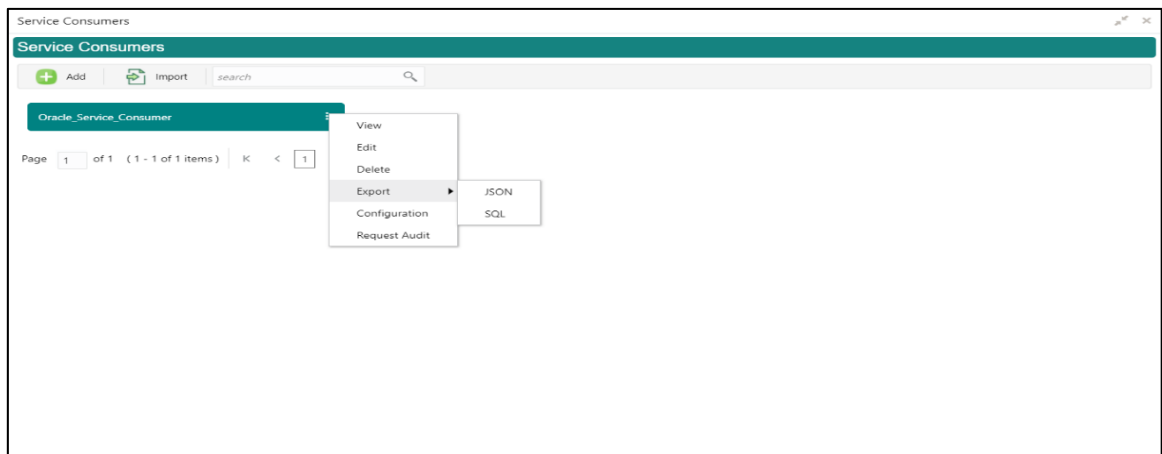 Service Consumers
Service Consumers
Add Import search
Oracle_Service_Consumer
View
Edit
Page 1 of 1 ( 1 - 1 of 1 items ) K < 1
Delete
Export JSON
Configuration SQL
Request Audit